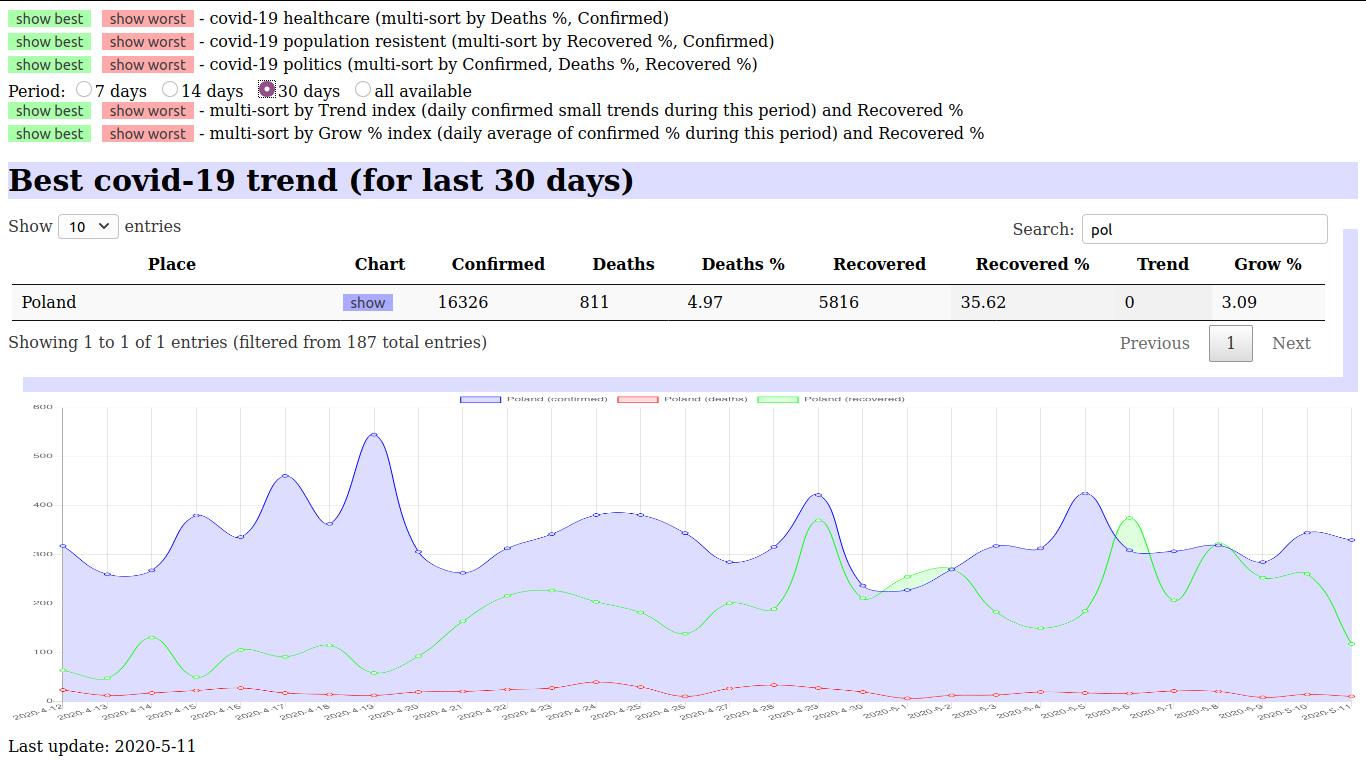 show best show worst - covid-19 healthcare (multi-sort by Deaths %, Confirmed)
show best show worst - covid-19 population resistent (multi-sort by Recovered %, Confirmed)
show best show worst - covid-19 politics (multi-sort by Confirmed, Deaths %, Recovered %)
Period: 7 days 14 days 30 days all available
show best show worst - multi-sort by Trend index (daily confirmed small trends during this period) and Recovered %
show best show worst - multi-sort by Grow % index (daily average of confirmed % during this period) and Recovered %
Best covid-19 trend (for last 30 days)
Show 10 entries Search: pol
Place Chart Confirmed Deaths Deaths % Recovered Recovered % Trend Grow %
Poland show 16326 811 4.97 5816 35.62 0 3.09
Showing 1 to 1 of 1 entries (filtered from 187 total entries) Previous 1 Next
Poland (confirmed) Poland (deaths) Poland (recovered)
600
500
400
300
200
100
0
2020-4-12 2020-4-13 2020-4-14 2020-4-15 2020-4-16 2020-4-17 2020-4-18 2020-4-19 2020-4-20 2020-4-21 2020-4-22 2020-4-23 2020-4-24 2020-4-25 2020-4-26 2020-4-27 2020-4-28 2020-4-29 2020-4-30 2020-5-1 2020-5-2 2020-5-3 2020-5-4 2020-5-5 2020-5-6 2020-5-7 2020-5-8 2020-5-9 2020-5-10 2020-5-11
Last update: 2020-5-11